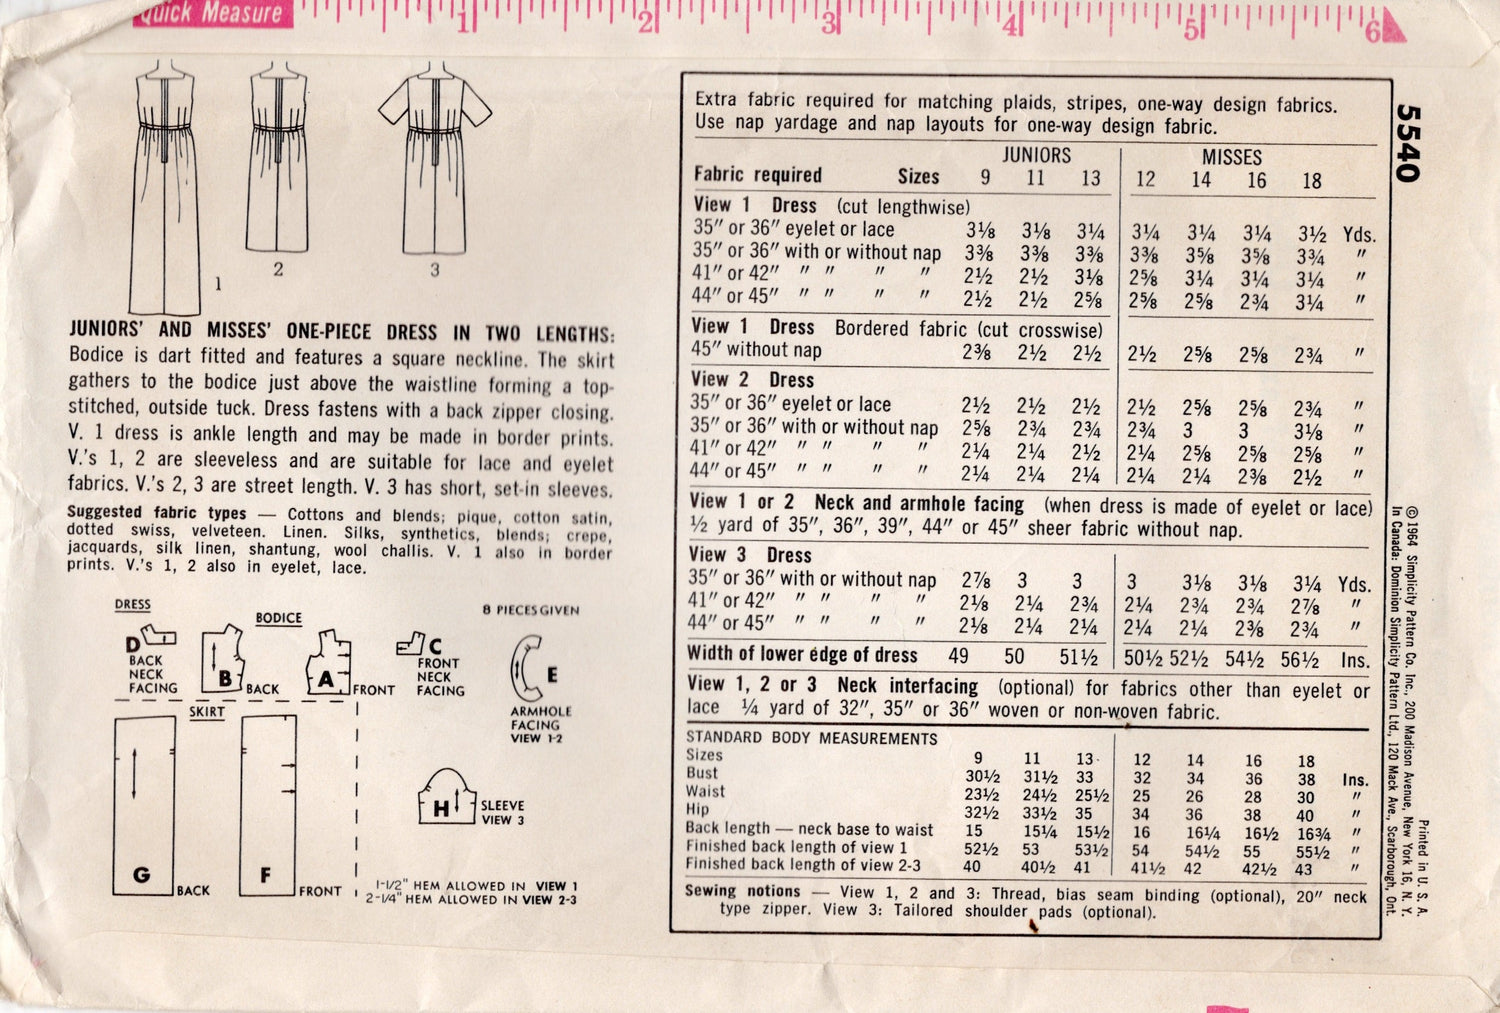 Quick Measure
1 2 3 4 5 6
1
2
3
JUNIORS' AND MISSES' ONE-PIECE DRESS IN TWO LENGTHS:
Bodice is dart fitted and features a square neckline. The skirt
gathers to the bodice just above the waistline forming a top-
stitched, outside tuck. Dress fastens with a back zipper closing.
V. 1 dress is ankle length and may be made in border prints.
V.'s 1, 2 are sleeveless and are suitable for lace and eyelet
fabrics. V.'s 2, 3 are street length. V. 3 has short, set-in sleeves.
Suggested fabric types — Cottons and blends; pique, cotton satin,
dotted swiss, velveteen. Linen. Silks, synthetics, blends; crepe,
jacquards, silk linen, shantung, wool challis. V. 1 also in border
prints. V.'s 1, 2 also in eyelet, lace.
DRESS
8 PIECES GIVEN
BODICE
D
BACK
NECK
FACING
B
BACK
A
FRONT
C
FRONT
NECK
FACING
E
ARMHOLE
FACING
VIEW 1-2
SKIRT
G
BACK
F
FRONT
H
SLEEVE
VIEW 3
1-1/2" HEM ALLOWED IN VIEW 1
2-1/4" HEM ALLOWED IN VIEW 2-3
5540
Extra fabric required for matching plaids, stripes, one-way design fabrics.
Use nap yardage and nap layouts for one-way design fabric.
JUNIORS MISSES
Fabric required Sizes 9 11 13 12 14 16 18
View 1 Dress (cut lengthwise)
35" or 36" eyelet or lace 3⅛ 3⅛ 3¼ 3¼ 3¼ 3¼ 3½ Yds.
35" or 36" with or without nap 3⅜ 3⅜ 3⅜ 3⅜ 3⅝ 3⅝ 3¾ "
41" or 42" " " " " 2½ 2½ 3⅛ 2⅝ 3¼ 3¼ 3¼ "
44" or 45" " " " " 2½ 2½ 2⅝ 2⅝ 2⅝ 2¾ 3¼ "
View 1 Dress Bordered fabric (cut crosswise)
45" without nap 2⅜ 2½ 2½ 2½ 2⅝ 2⅝ 2¾ "
View 2 Dress
35" or 36" eyelet or lace 2½ 2½ 2½ 2½ 2⅝ 2⅝ 2¾ "
35" or 36" with or without nap 2⅝ 2¾ 2¾ 2¾ 3 3 3⅛ "
41" or 42" " " " " 2¼ 2¼ 2½ 2¼ 2⅝ 2⅝ 2⅝ "
44" or 45" " " " " 2¼ 2¼ 2¼ 2¼ 2¼ 2⅜ 2½ "
View 1 or 2 Neck and armhole facing (when dress is made of eyelet or lace)
½ yard of 35", 36", 39", 44" or 45" sheer fabric without nap.
View 3 Dress
35" or 36" with or without nap 2⅞ 3 3 3 3⅛ 3⅛ 3¼ Yds.
41" or 42" " " " " 2⅛ 2¼ 2¾ 2¼ 2¾ 2¾ 2⅞ "
44" or 45" " " " " 2⅛ 2¼ 2¼ 2¼ 2¼ 2⅜ 2¾ "
Width of lower edge of dress 49 50 51½ 50½ 52½ 54½ 56½ Ins.
View 1, 2 or 3 Neck interfacing (optional) for fabrics other than eyelet or
lace ¼ yard of 32", 35" or 36" woven or non-woven fabric.
STANDARD BODY MEASUREMENTS
Sizes 9 11 13 12 14 16 18
Bust 30½ 31½ 33 32 34 36 38 Ins.
Waist 23½ 24½ 25½ 25 26 28 30 "
Hip 32½ 33½ 35 34 36 38 40 "
Back length — neck base to waist 15 15¼ 15½ 16 16¼ 16½ 16¾ "
Finished back length of view 1 52½ 53 53½ 54 54½ 55 55½ "
Finished back length of view 2-3 40 40½ 41 41½ 42 42½ 43 "
Sewing notions — View 1, 2 and 3: Thread, bias seam binding (optional), 20" neck
type zipper. View 3: Tailored shoulder pads (optional).
Printed in U. S. A.
©1964 Simplicity Pattern Co. Inc., 200 Madison Avenue, New York 16, N. Y.
In Canada: Dominion Simplicity Pattern Ltd., 120 Mack Ave., Scarborough, Ont.